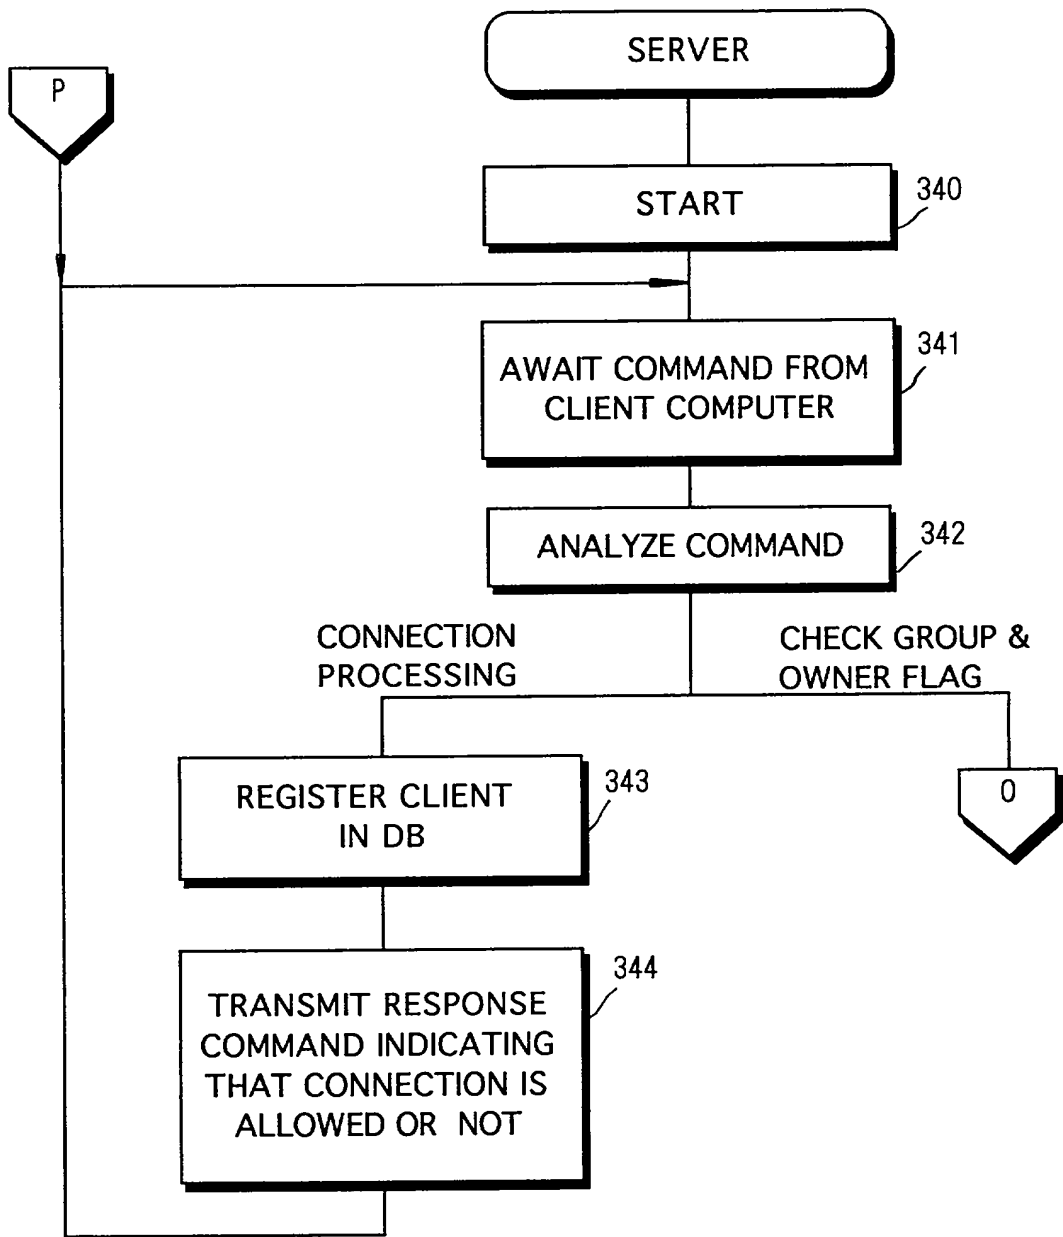 SERVER
P
START
340
AWAIT COMMAND FROM
CLIENT COMPUTER
341
ANALYZE COMMAND
342
CONNECTION
PROCESSING
CHECK GROUP &
OWNER FLAG
REGISTER CLIENT
IN DB
343
O
TRANSMIT RESPONSE
COMMAND INDICATING
THAT CONNECTION IS
ALLOWED OR NOT
344